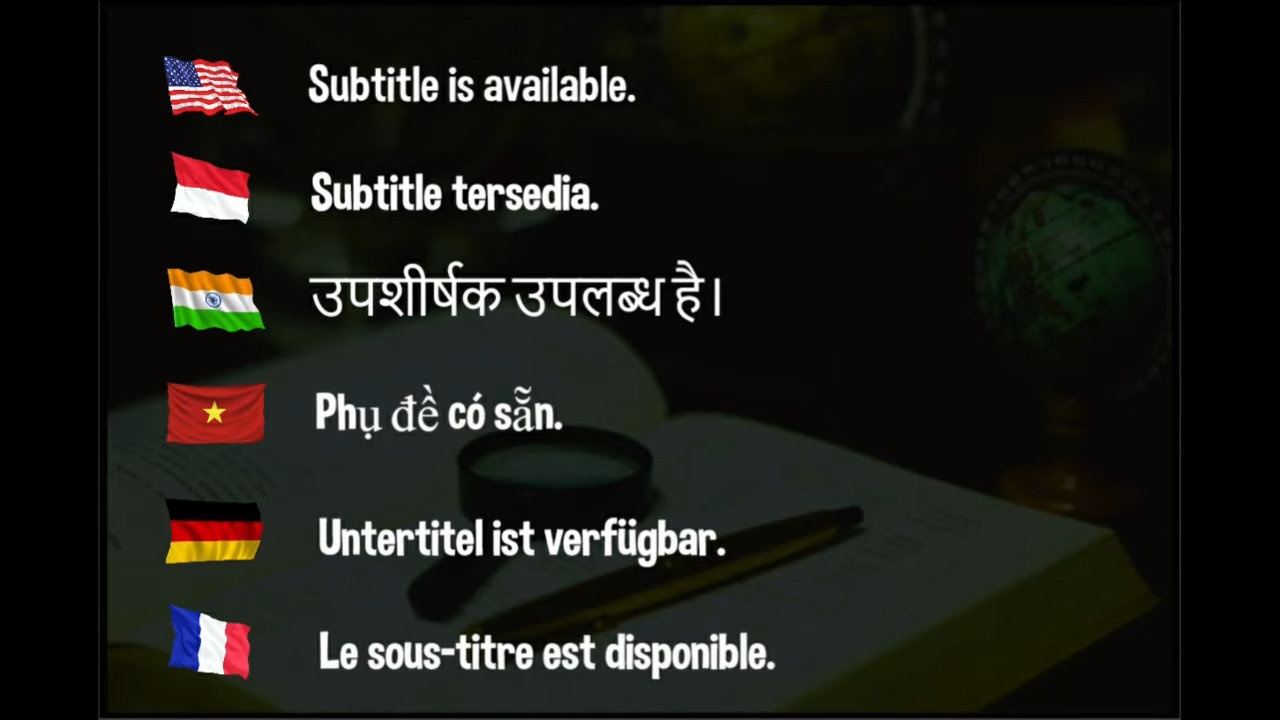 Subtitle is available.
Subtitle tersedia.
उपशीर्षक उपलब्ध है।
Phụ đề có sẵn.
Untertitel ist verfügbar.
Le sous-titre est disponible.